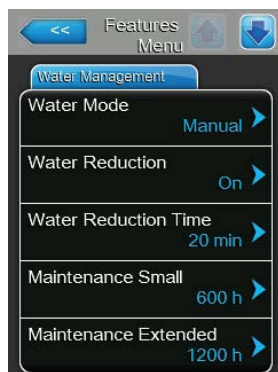 <<
Features
Menu
Water Management
Water Mode
Manual
Water Reduction
On
Water Reduction Time
20 min
Maintenance Small
600 h
Maintenance Extended
1200 h